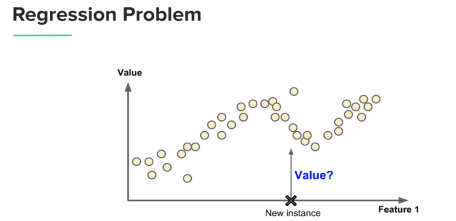 Regression Problem
Value
Value?
New instance
Feature 1